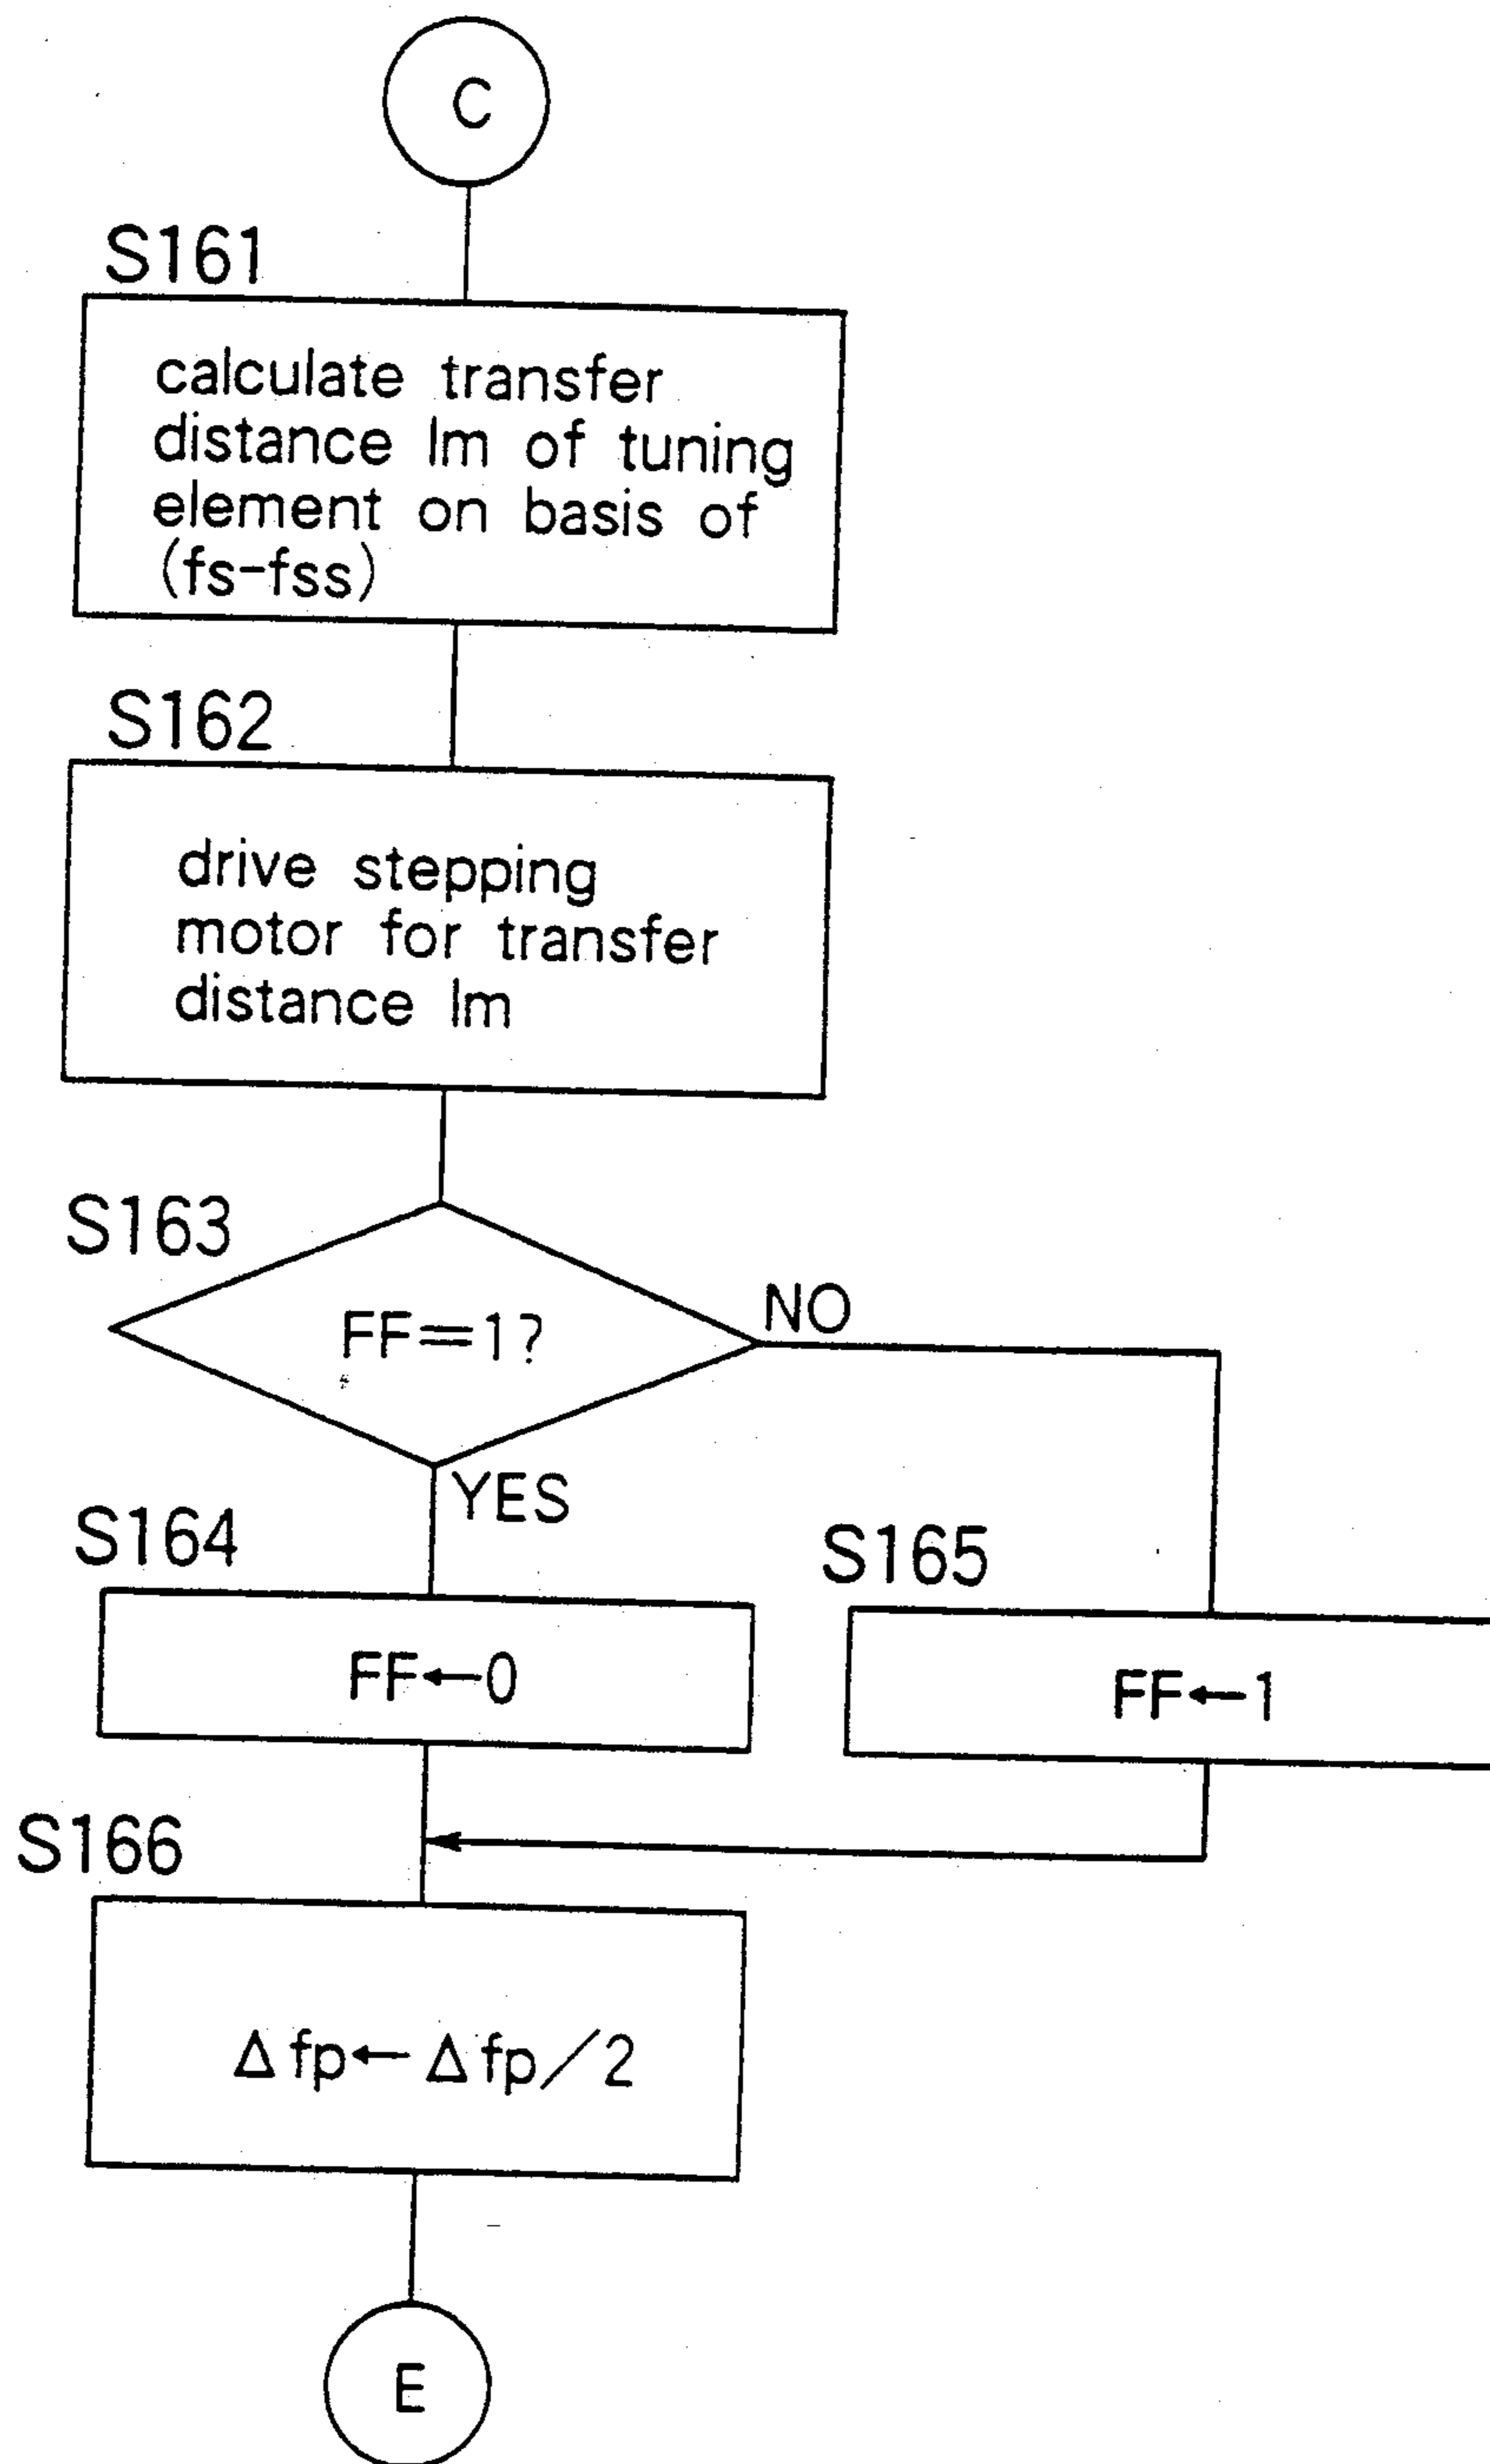 C
S161
calculate transfer
distance lm of tuning
element on basis of
(fs-fss)
S162
drive stepping
motor for transfer
distance lm
S163
FF=1?
NO
YES
S164
FF←0
S165
FF←1
S166
Δfp←Δfp/2
E